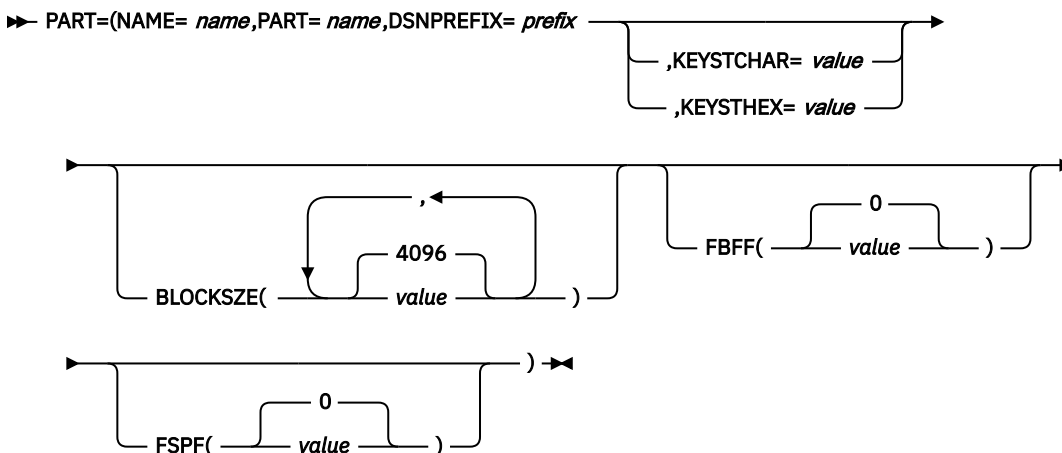 PART=(NAME= name,PART= name,DSNPREFIX= prefix
,KEYSTCHAR= value
,KEYSTHEX= value
,
0
4096
FBFF( value )
BLOCKSZE( value )
)
0
FSPF( value )